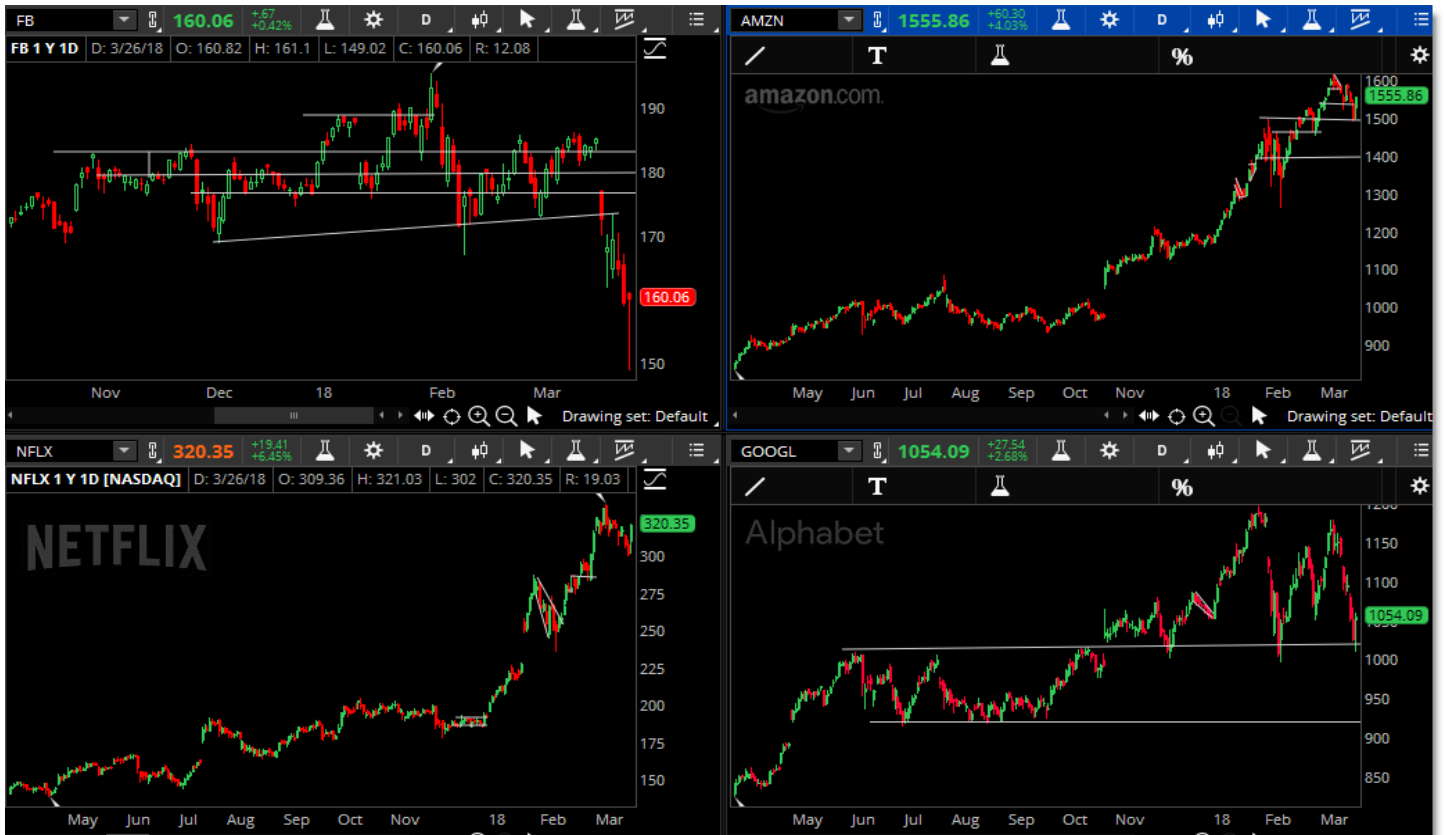 FB 160.06 +.67 +0.42% D
FB 1 Y 1D D: 3/26/18 O: 160.82 H: 161.1 L: 149.02 C: 160.06 R: 12.08
190
180
170
160.06
150
Nov Dec 18 Feb Mar
Drawing set: Default
AMZN 1555.86 +60.30 +4.03% D
T %
amazon.com.
1600
1555.86
1500
1400
1300
1200
1100
1000
900
May Jun Jul Aug Sep Oct Nov 18 Feb Mar
Drawing set: Default
NFLX 320.35 +19.41 +6.45% D
NFLX 1 Y 1D [NASDAQ] D: 3/26/18 O: 309.36 H: 321.03 L: 302 C: 320.35 R: 19.03
NETFLIX
320.35
300
275
250
225
200
175
150
May Jun Jul Aug Sep Oct Nov 18 Feb Mar
GOOGL 1054.09 +27.54 +2.68% D
T %
Alphabet
1200
1150
1100
1054.09
1050
1000
950
900
850
May Jun Jul Aug Sep Oct Nov 18 Feb Mar